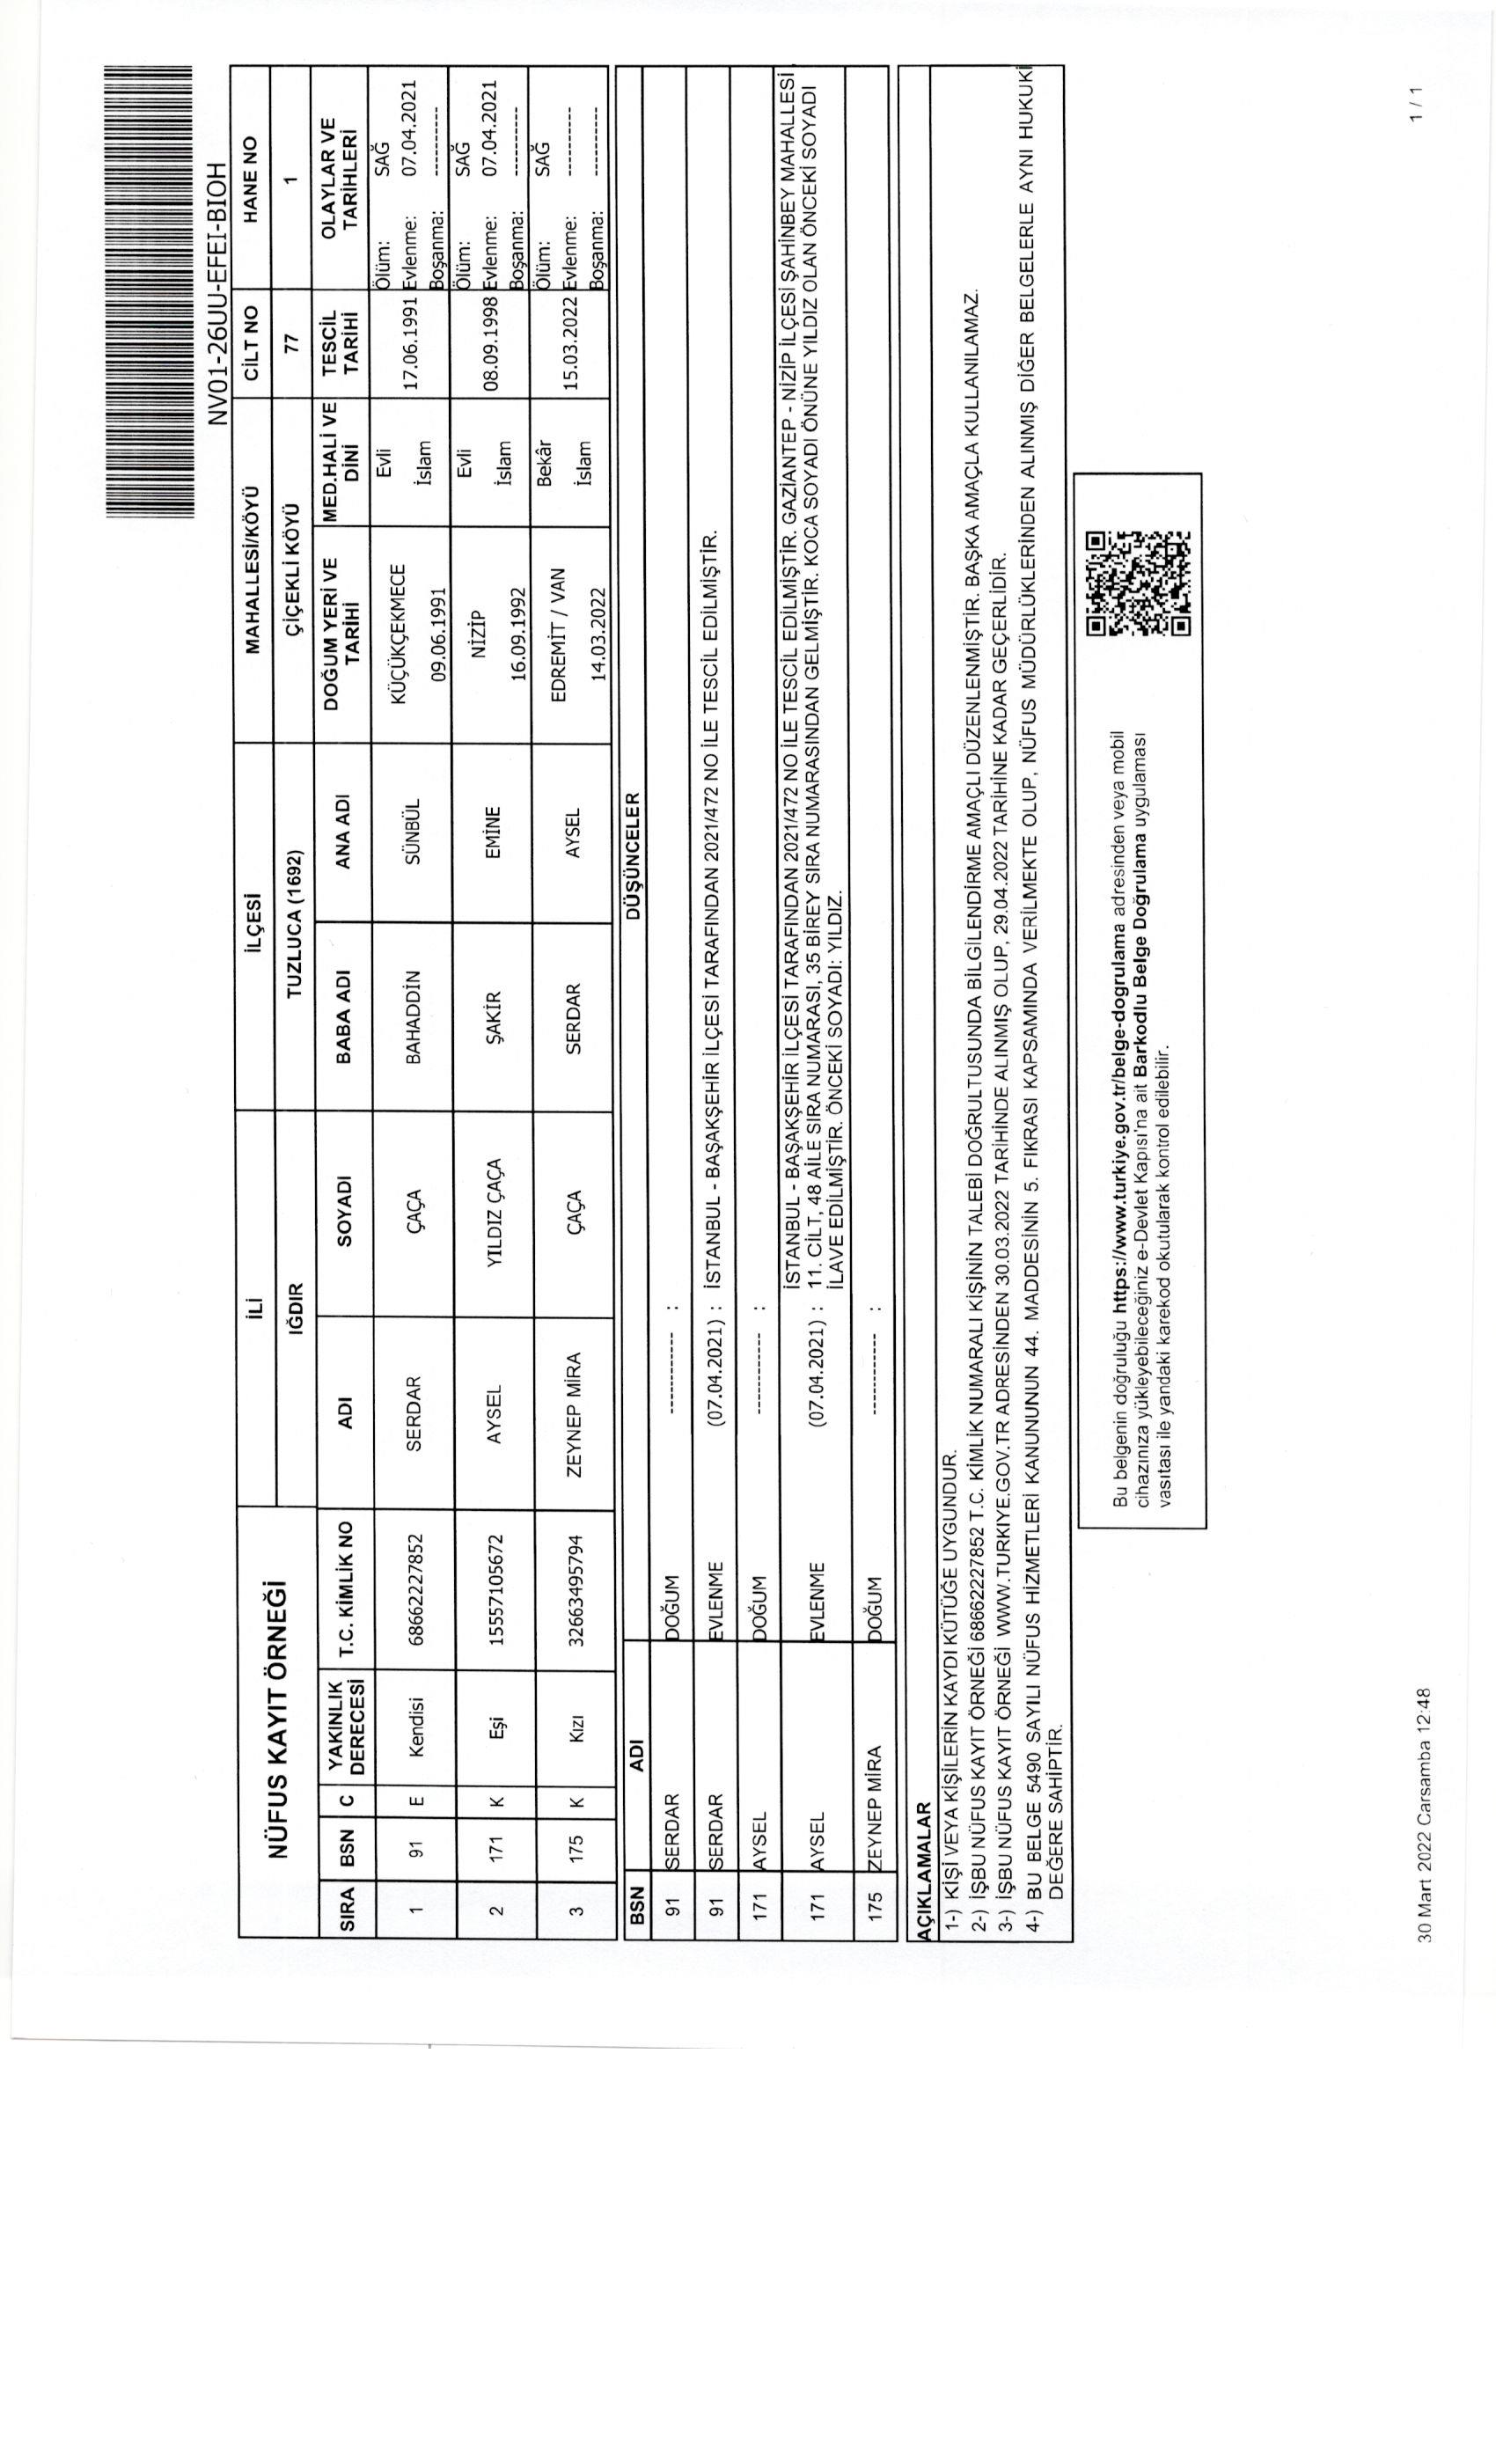 NV01-26UU-EFEI-BIOH
NÜFUS KAYIT ÖRNEĞİ İLİ İLÇESİ MAHALLESİ/KÖYÜ CİLT NO HANE NO
IĞDIR TUZLUCA (1692) ÇİÇEKLİ KÖYÜ 77 1
SIRA BSN C YAKINLIK DERECESİ T.C. KİMLİK NO ADI SOYADI BABA ADI ANA ADI DOĞUM YERİ VE TARİHİ MED.HALİ VE DİNİ TESCİL TARİHİ OLAYLAR VE TARİHLERİ
1 91 E Kendisi 68662227852 SERDAR ÇAÇA BAHADDİN SÜNBÜL KÜÇÜKÇEKMECE 09.06.1991 Evli İslam 17.06.1991 Ölüm: SAĞ Evlenme: 07.04.2021 Boşanma: ----------
2 171 K Eşi 15557105672 AYSEL YILDIZ ÇAÇA ŞAKİR EMİNE NİZİP 16.09.1992 Evli İslam 08.09.1998 Ölüm: SAĞ Evlenme: 07.04.2021 Boşanma: ----------
3 175 K Kızı 32663495794 ZEYNEP MİRA ÇAÇA SERDAR AYSEL EDREMİT / VAN 14.03.2022 Bekâr İslam 15.03.2022 Ölüm: SAĞ Evlenme: ---------- Boşanma: ----------
BSN ADI DÜŞÜNCELER
91 SERDAR DOĞUM ------------ :
91 SERDAR EVLENME (07.04.2021) : İSTANBUL - BAŞAKŞEHİR İLÇESİ TARAFINDAN 2021/472 NO İLE TESCİL EDİLMİŞTİR.
171 AYSEL DOĞUM ------------ :
171 AYSEL EVLENME (07.04.2021) : İSTANBUL - BAŞAKŞEHİR İLÇESİ TARAFINDAN 2021/472 NO İLE TESCİL EDİLMİŞTİR. GAZİANTEP - NİZİP İLÇESİ ŞAHİNBEY MAHALLESİ
11. CİLT, 48 AİLE SIRA NUMARASI, 35 BİREY SIRA NUMARASINDAN GELMİŞTİR. KOCA SOYADI ÖNÜNE YILDIZ OLAN ÖNCEKİ SOYADI
İLAVE EDİLMİŞTİR. ÖNCEKİ SOYADI: YILDIZ.
175 ZEYNEP MİRA DOĞUM ------------ :
AÇIKLAMALAR
1-) KİŞİ VEYA KİŞİLERİN KAYDI KÜTÜĞE UYGUNDUR.
2-) İŞBU NÜFUS KAYIT ÖRNEĞİ 68662227852 T.C. KİMLİK NUMARALI KİŞİNİN TALEBİ DOĞRULTUSUNDA BİLGİLENDİRME AMAÇLI DÜZENLENMİŞTİR. BAŞKA AMAÇLA KULLANILAMAZ.
3-) İŞBU NÜFUS KAYIT ÖRNEĞİ WWW.TURKIYE.GOV.TR ADRESİNDEN 30.03.2022 TARİHİNDE ALINMIŞ OLUP, 29.04.2022 TARİHİNE KADAR GEÇERLİDİR.
4-) BU BELGE 5490 SAYILI NÜFUS HİZMETLERİ KANUNUNUN 44. MADDESİNİN 5. FIKRASI KAPSAMINDA VERİLMEKTE OLUP, NÜFUS MÜDÜRLÜKLERİNDEN ALINMIŞ DİĞER BELGELERLE AYNI HUKUKİ
DEĞERE SAHİPTİR.
Bu belgenin doğruluğu https://www.turkiye.gov.tr/belge-dogrulama adresinden veya mobil
cihazınıza yükleyebileceğiniz e-Devlet Kapısı'na ait Barkodlu Belge Doğrulama uygulaması
vasıtası ile yandaki karekod okutularak kontrol edilebilir.
30 Mart 2022 Carsamba 12:48
1 / 1